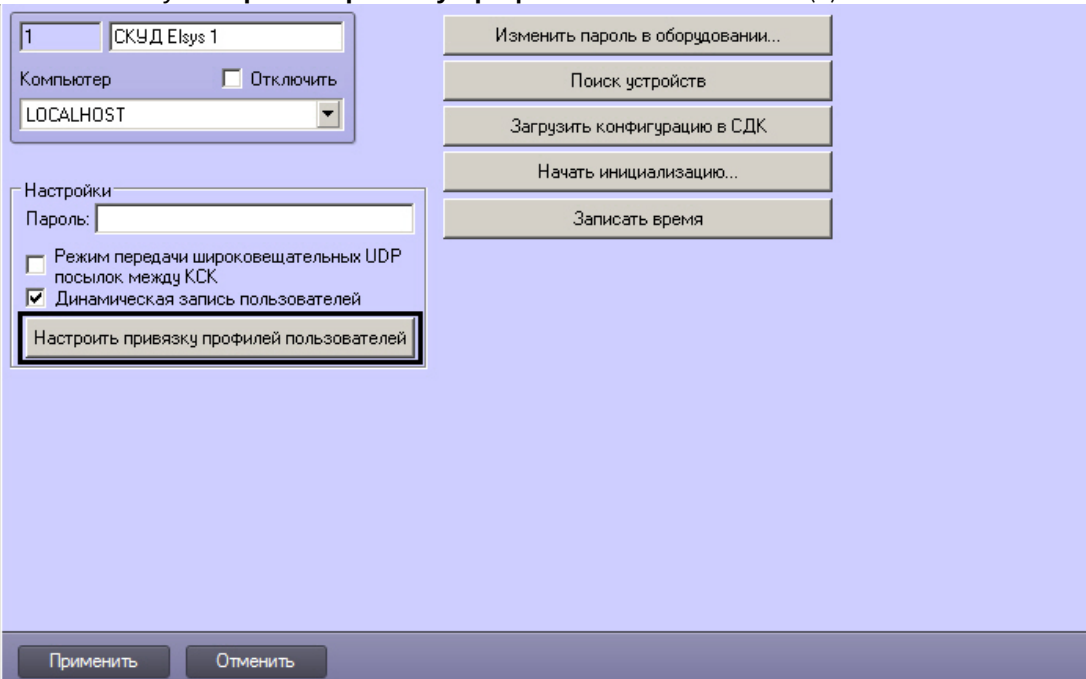 1
СКУД Elsys 1
Компьютер
Отключить
LOCALHOST
Настройки
Пароль:
Режим передачи широковещательных UDP
посылок между КСК
Динамическая запись пользователей
Настроить привязку профилей пользователей
Изменить пароль в оборудовании...
Поиск устройств
Загрузить конфигурацию в СДК
Начать инициализацию...
Записать время
Применить
Отменить